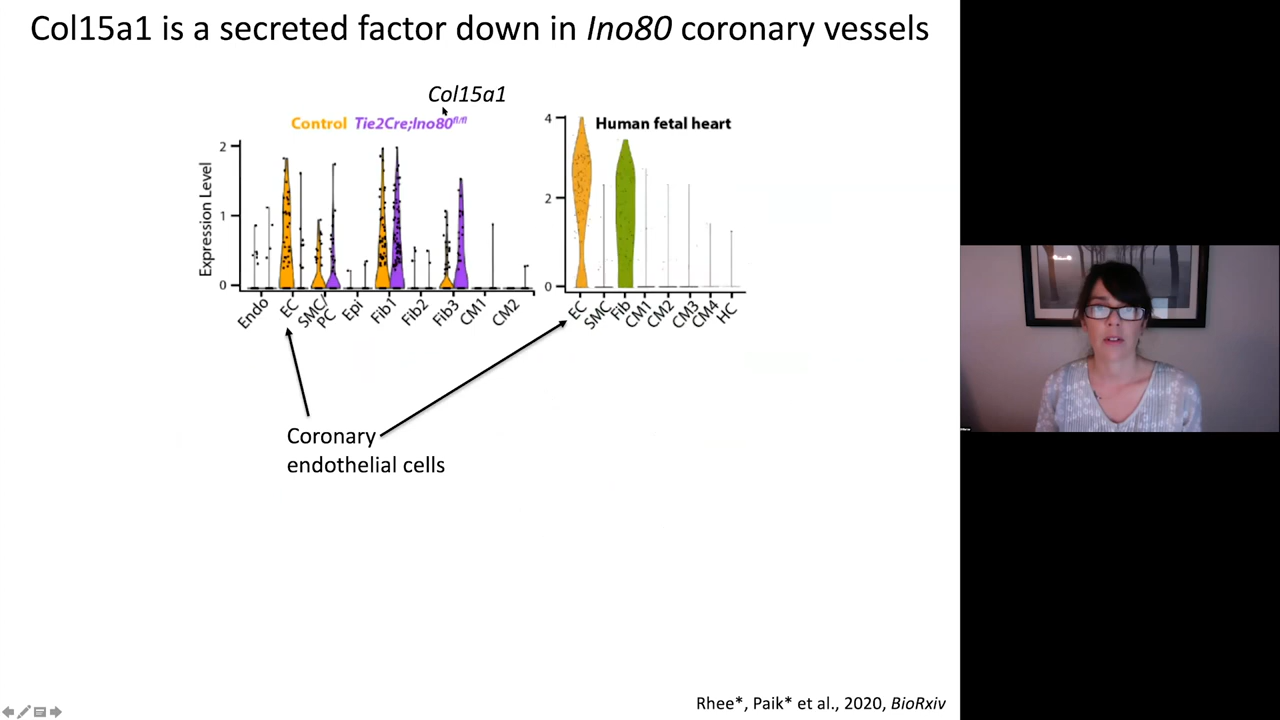 Col15a1 is a secreted factor down in Ino80 coronary vessels
Col15a1
Control Tie2Cre;Ino80fl/fl
Expression Level
2
1
0
Endo
EC
SMC/
PC
Epi
Fib1
Fib2
Fib3
CM1
CM2
Human fetal heart
4
2
0
EC
SMC
Fib
CM1
CM2
CM3
CM4
HC
Coronary
endothelial cells
Rhee*, Paik* et al., 2020, BioRxiv